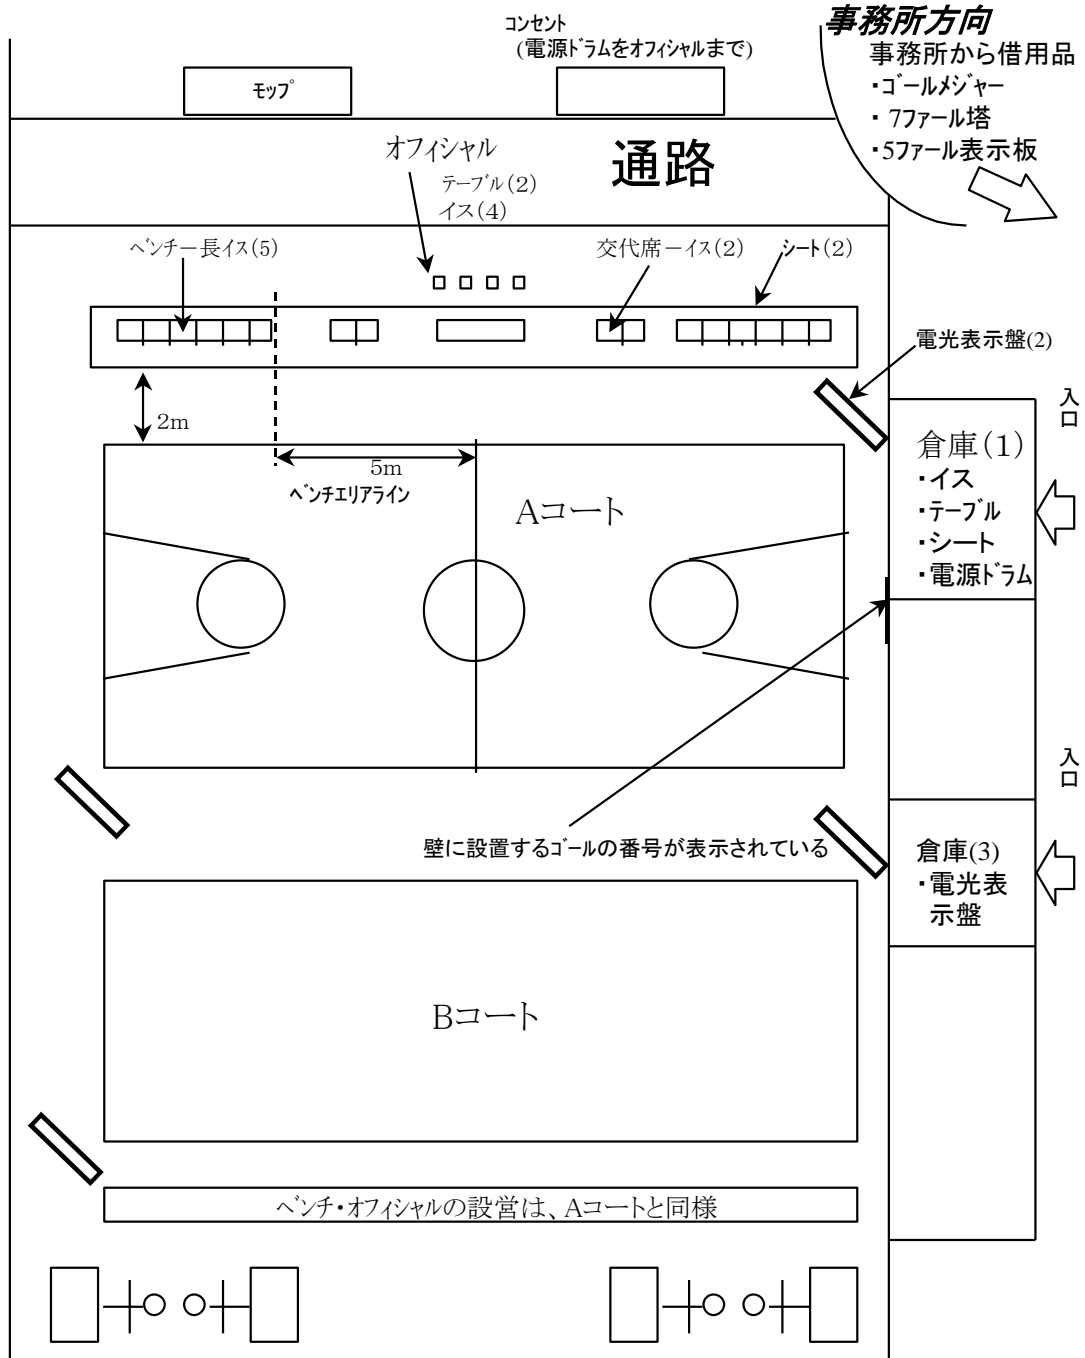 事務所方向
事務所から借用品
・ｺﾞｰﾙメジャー
・7ファール塔
・5ファール表示板
コンセント
(電源ﾄﾞﾗﾑをオフィシャルまで)
ﾓｯﾌﾟ
通路
オフィシャル
ﾃｰﾌﾞﾙ(2)
ｲｽ(4)
ﾍﾞﾝﾁー長ｲｽ(5)
交代席－ｲｽ(2)
ｼｰﾄ(2)
電光表示盤(2)
2m
5m
ﾍﾞﾝﾁエリアライン
Aコート
入口
倉庫(1)
・イス
・ﾃｰﾌﾞﾙ
・シート
・電源ﾄﾞﾗﾑ
入口
壁に設置するｺﾞｰﾙの番号が表示されている
倉庫(3)
・電光表
示盤
Bコート
ﾍﾞﾝﾁ・オフィシャルの設営は、Aコートと同様